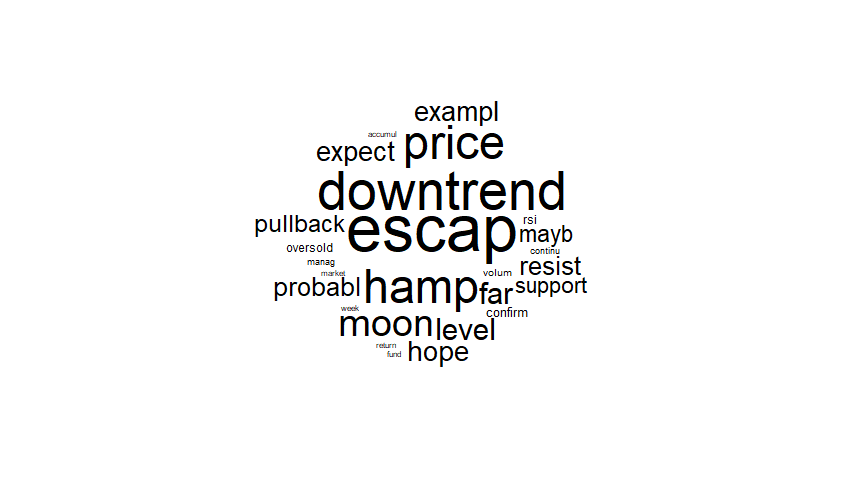 exampl
accumul
price
expect
downtrend
pullback
escap
rsi
mayb
oversold
continu
manag
resist
market
volum
probabl
hamp
far
support
week
confirm
moon
level
return
hope
fund